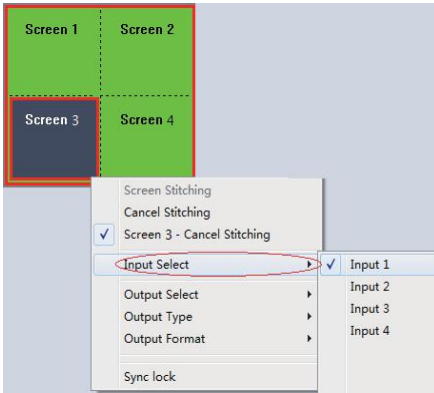 Screen 1 Screen 2
Screen 3 Screen 4
Screen Stitching
Cancel Stitching
Screen 3 - Cancel Stitching
Input Select
Input 1
Input 2
Input 3
Input 4
Output Select
Output Type
Output Format
Sync lock